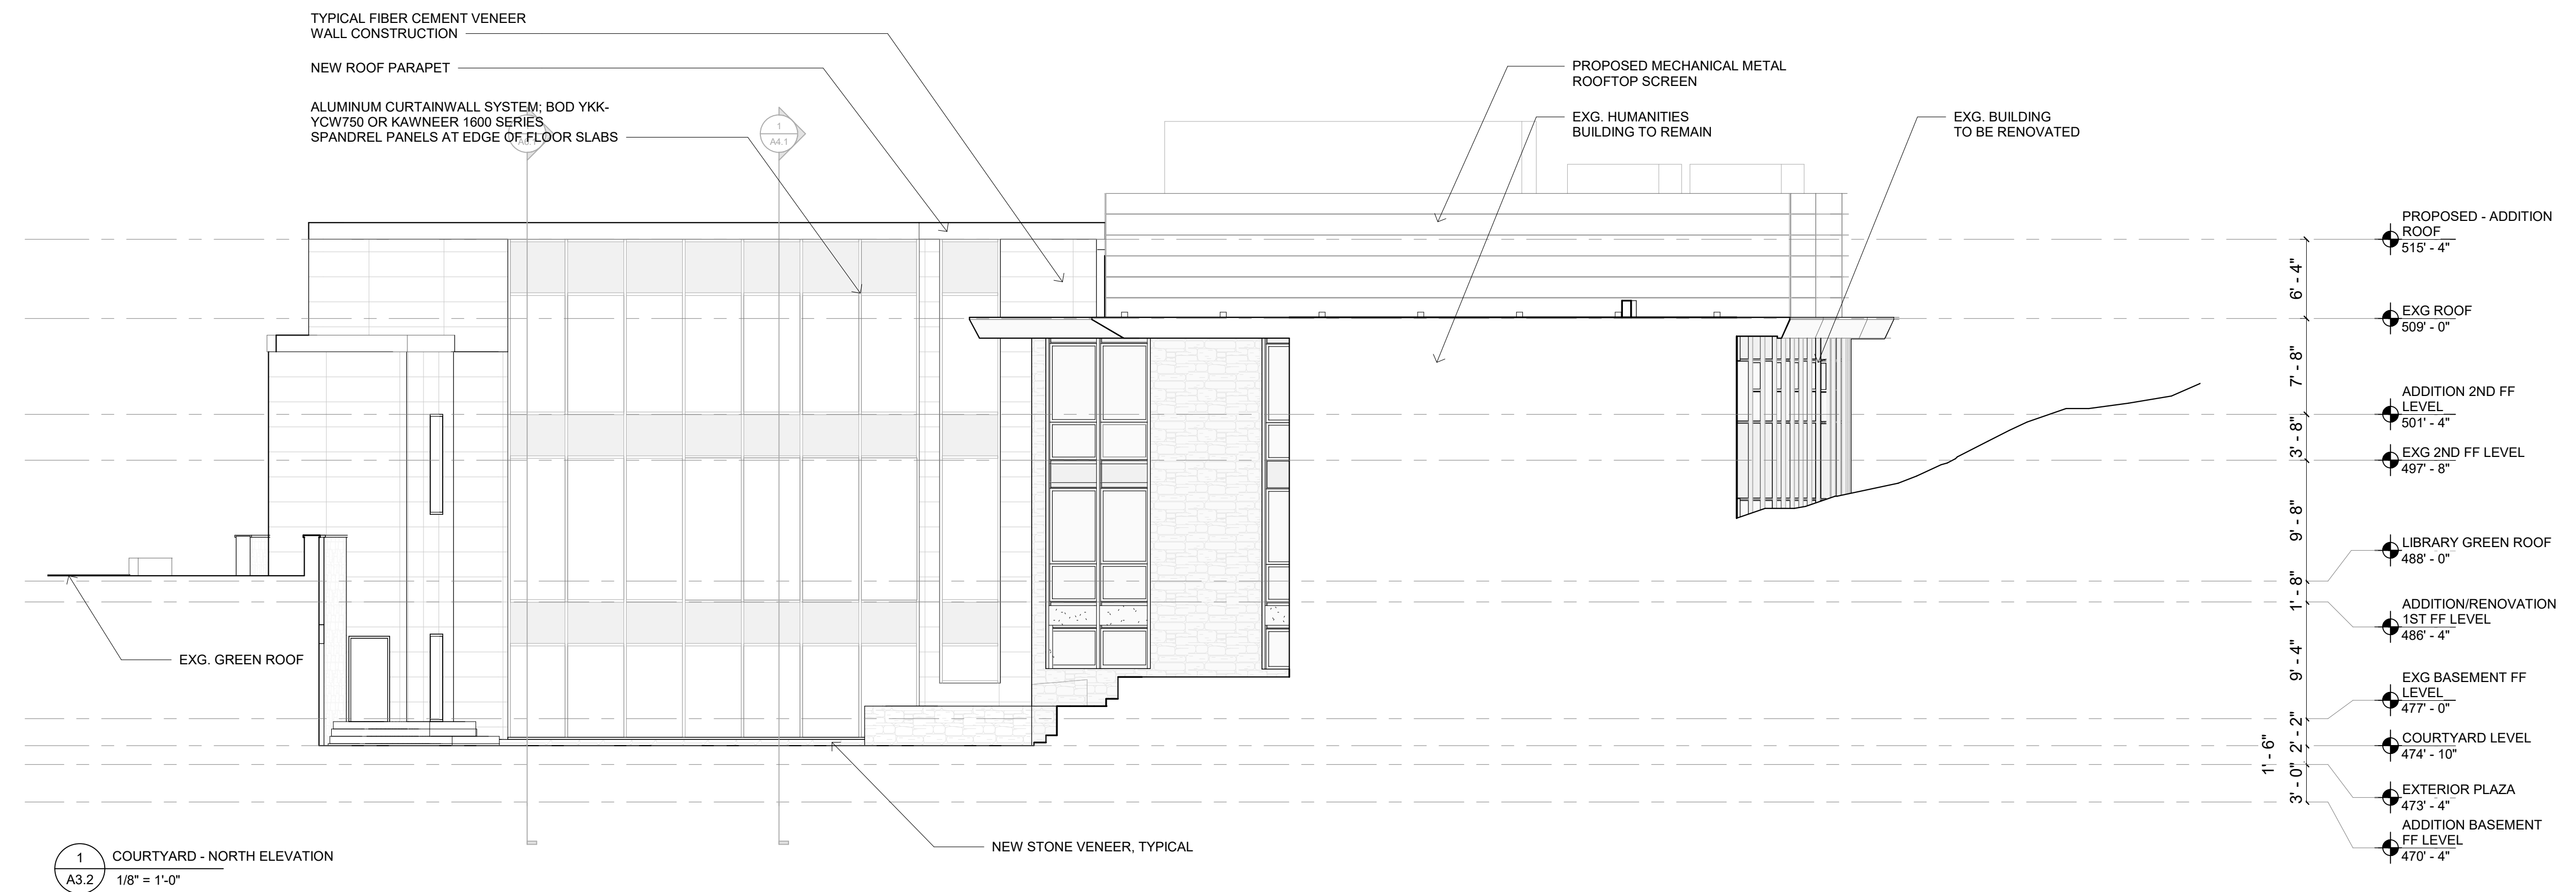 TYPICAL FIBER CEMENT VENEER
WALL CONSTRUCTION
NEW ROOF PARAPET
ALUMINUM CURTAINWALL SYSTEM; BOD YKK-
YCW750 OR KAWNEER 1600 SERIES
SPANDREL PANELS AT EDGE OF FLOOR SLABS
1
A4.1
PROPOSED MECHANICAL METAL
ROOFTOP SCREEN
EXG. HUMANITIES
BUILDING TO REMAIN
EXG. BUILDING
TO BE RENOVATED
PROPOSED - ADDITION
ROOF
515' - 4"
6' - 4"
EXG ROOF
509' - 0"
7' - 8"
ADDITION 2ND FF
LEVEL
501' - 4"
3' - 8"
EXG 2ND FF LEVEL
497' - 8"
9' - 8"
LIBRARY GREEN ROOF
488' - 0"
1' - 8"
ADDITION/RENOVATION
1ST FF LEVEL
486' - 4"
9' - 4"
EXG BASEMENT FF
LEVEL
477' - 0"
2' - 2"
COURTYARD LEVEL
474' - 10"
1' - 6"
EXTERIOR PLAZA
473' - 4"
3' - 0"
ADDITION BASEMENT
FF LEVEL
470' - 4"
EXG. GREEN ROOF
NEW STONE VENEER, TYPICAL
1
A3.2
COURTYARD - NORTH ELEVATION
1/8" = 1'-0"